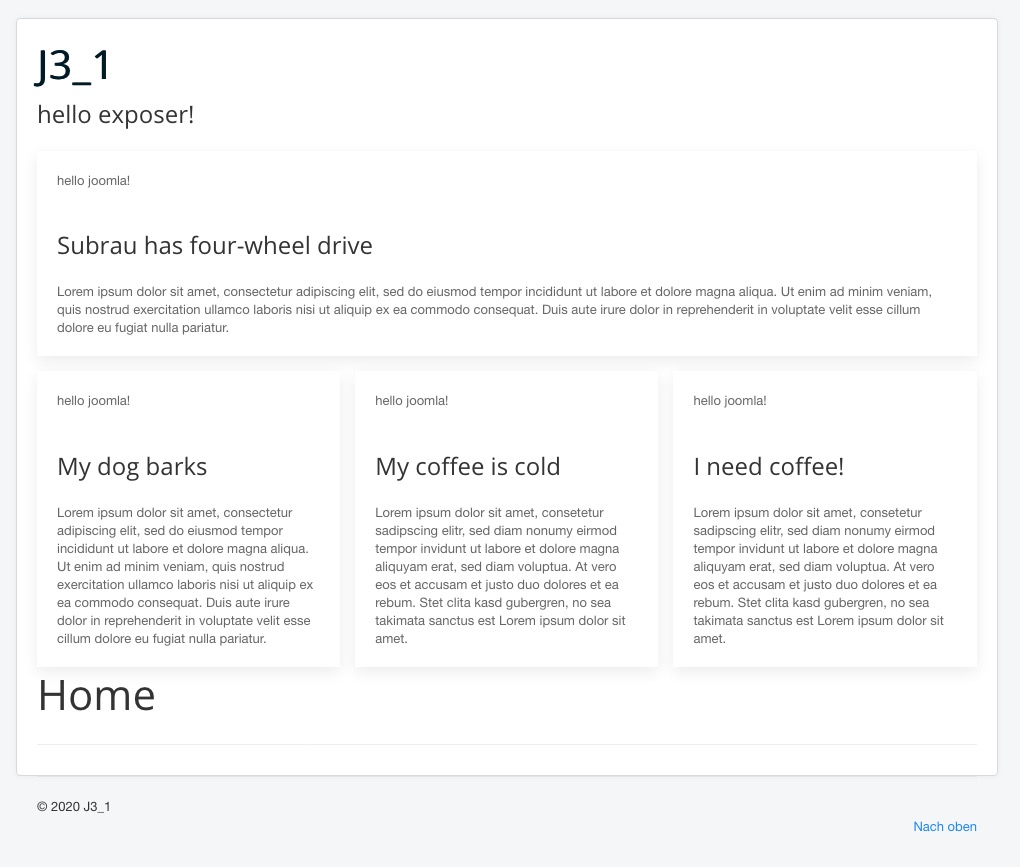 J3_1
hello exposer!
hello joomla!
Subrau has four-wheel drive
Lorem ipsum dolor sit amet, consectetur adipiscing elit, sed do eiusmod tempor incididunt ut labore et dolore magna aliqua. Ut enim ad minim veniam,
quis nostrud exercitation ullamco laboris nisi ut aliquip ex ea commodo consequat. Duis aute irure dolor in reprehenderit in voluptate velit esse cillum
dolore eu fugiat nulla pariatur.
hello joomla!
My dog barks
Lorem ipsum dolor sit amet, consectetur
adipiscing elit, sed do eiusmod tempor
incididunt ut labore et dolore magna aliqua.
Ut enim ad minim veniam, quis nostrud
exercitation ullamco laboris nisi ut aliquip ex
ea commodo consequat. Duis aute irure
dolor in reprehenderit in voluptate velit esse
cillum dolore eu fugiat nulla pariatur.
hello joomla!
My coffee is cold
Lorem ipsum dolor sit amet, consetetur
sadipscing elitr, sed diam nonumy eirmod
tempor invidunt ut labore et dolore magna
aliquyam erat, sed diam voluptua. At vero
eos et accusam et justo duo dolores et ea
rebum. Stet clita kasd gubergren, no sea
takimata sanctus est Lorem ipsum dolor sit
amet.
hello joomla!
I need coffee!
Lorem ipsum dolor sit amet, consetetur
sadipscing elitr, sed diam nonumy eirmod
tempor invidunt ut labore et dolore magna
aliquyam erat, sed diam voluptua. At vero
eos et accusam et justo duo dolores et ea
rebum. Stet clita kasd gubergren, no sea
takimata sanctus est Lorem ipsum dolor sit
amet.
Home
© 2020 J3_1
Nach oben